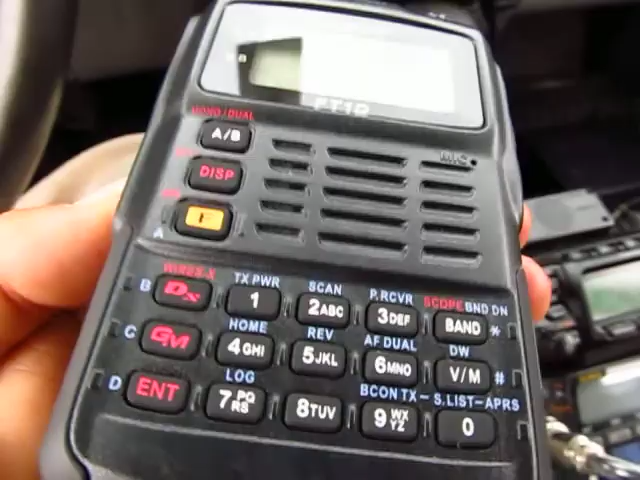 FT1D
MONO/DUAL
A/B
MIC
DISP
F
A
WIRES-X TX PWR SCAN P.RCVR SCOPE BND DN
B Dx 1 2ABC 3DEF BAND *
HOME REV AF DUAL DW
C GM 4GHI 5JKL 6MNO V/M #
LOG BCON TX - S.LIST - APRS
D ENT 7PQRS 8TUV 9WXYZ 0